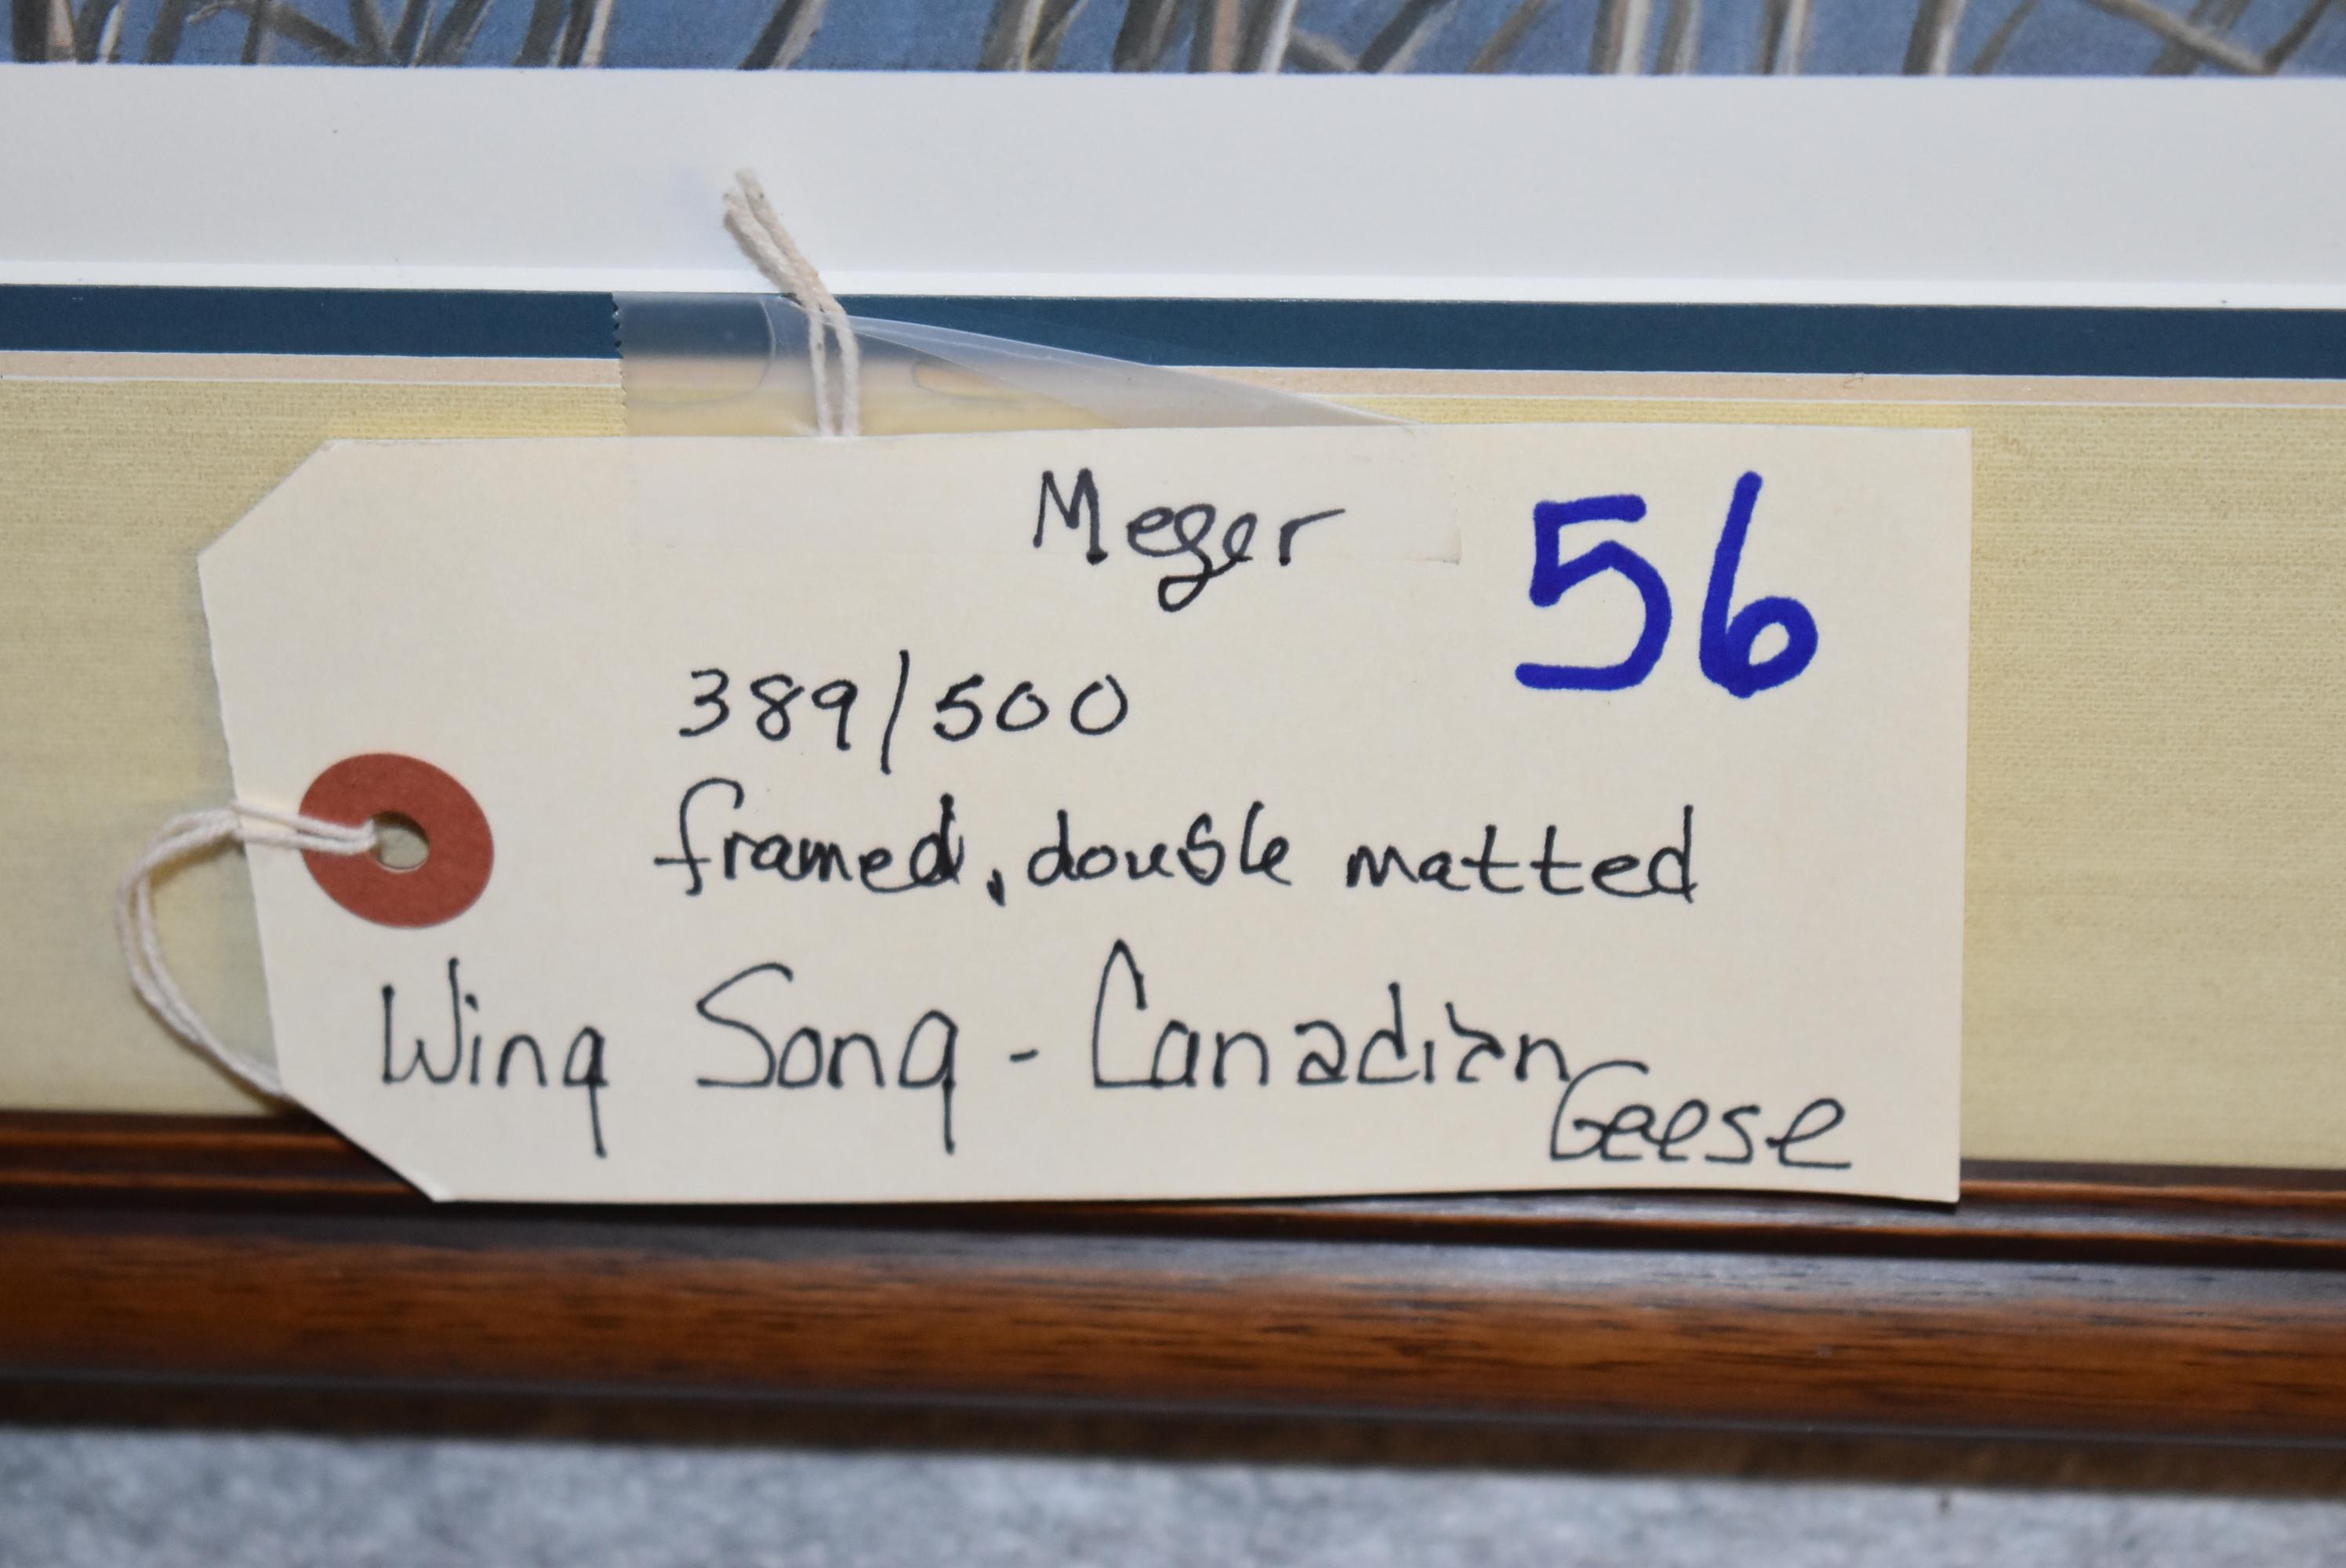 Meger
56
389/500
framed, double matted
Wing Song - Canadian
Geese